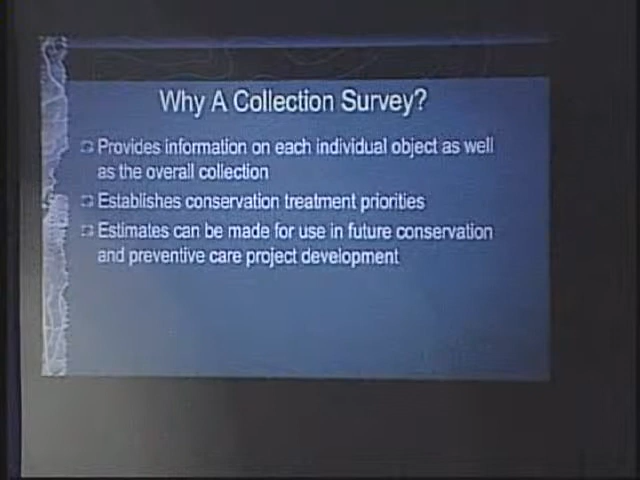 Why A Collection Survey?
Provides information on each individual object as well
as the overall collection
Establishes conservation treatment priorities
Estimates can be made for use in future conservation
and preventive care project development